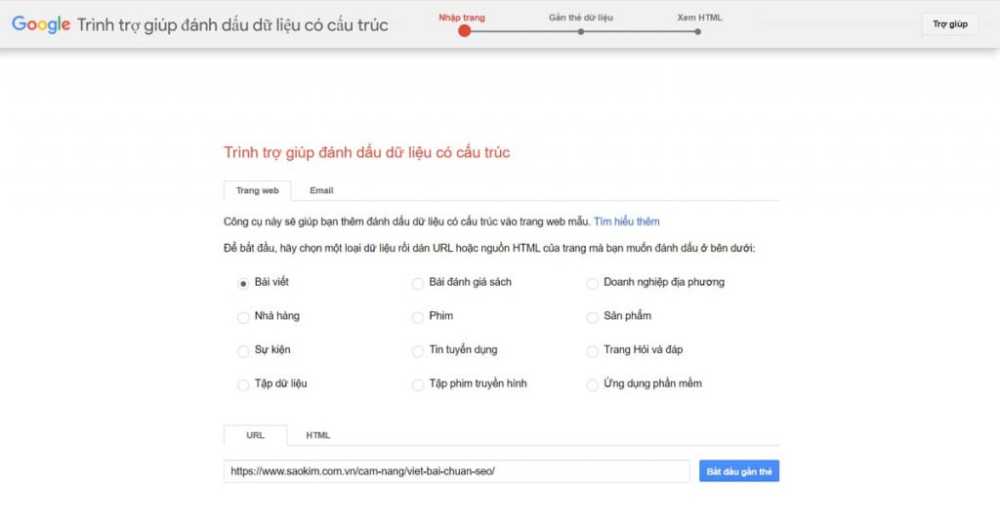 Nhập trang Gắn thẻ dữ liệu Xem HTML
Google Trình trợ giúp đánh dấu dữ liệu có cấu trúc Trợ giúp
Trình trợ giúp đánh dấu dữ liệu có cấu trúc
Trang web Email
Công cụ này sẽ giúp bạn thêm đánh dấu dữ liệu có cấu trúc vào trang web mẫu. Tìm hiểu thêm
Để bắt đầu, hãy chọn một loại dữ liệu rồi dán URL hoặc nguồn HTML của trang mà bạn muốn đánh dấu ở bên dưới:
Bài viết Bài đánh giá sách Doanh nghiệp địa phương
Nhà hàng Phim Sản phẩm
Sự kiện Tin tuyển dụng Trang Hỏi và đáp
Tập dữ liệu Tập phim truyền hình Ứng dụng phần mềm
URL HTML
https://www.saokim.com.vn/cam-nang/viet-bai-chuan-seo/ Bắt đầu gắn thẻ